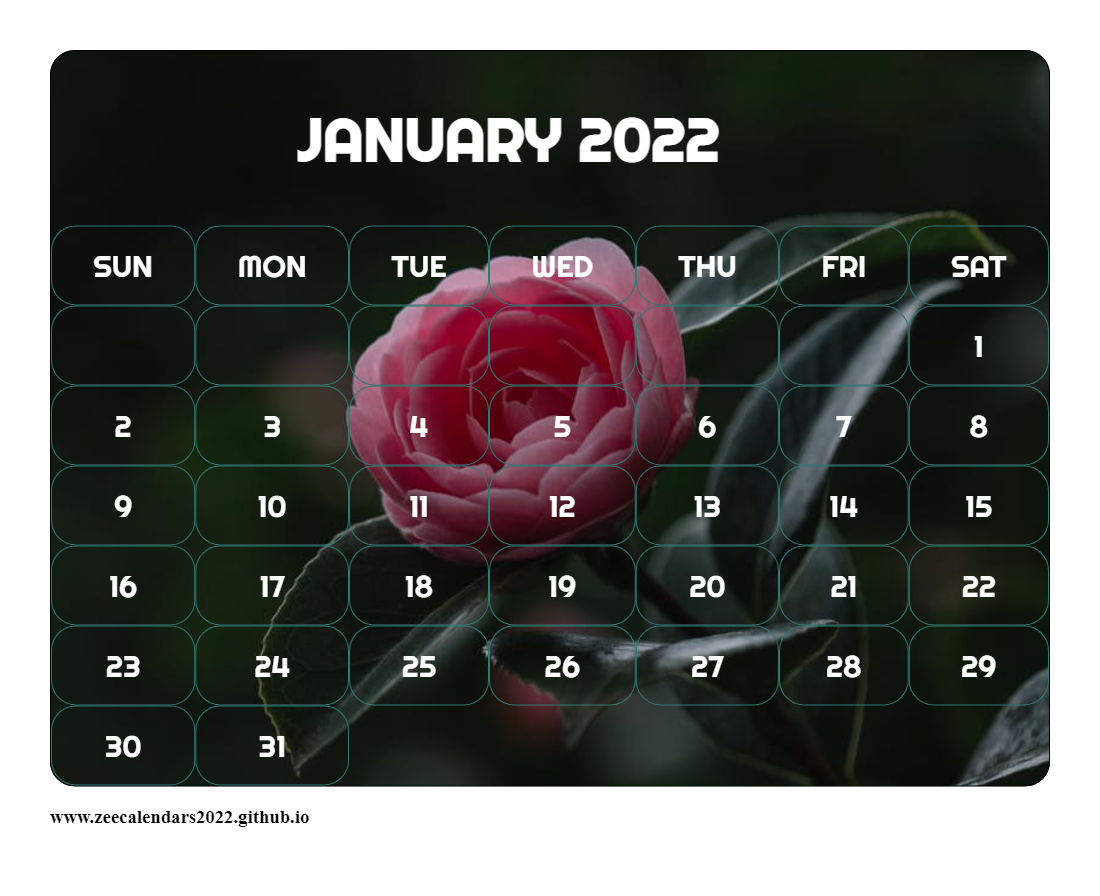 JANUARY 2022
SUN MON TUE WED THU FRI SAT
1
2 3 4 5 6 7 8
9 10 11 12 13 14 15
16 17 18 19 20 21 22
23 24 25 26 27 28 29
30 31
www.zeecalendars2022.github.io